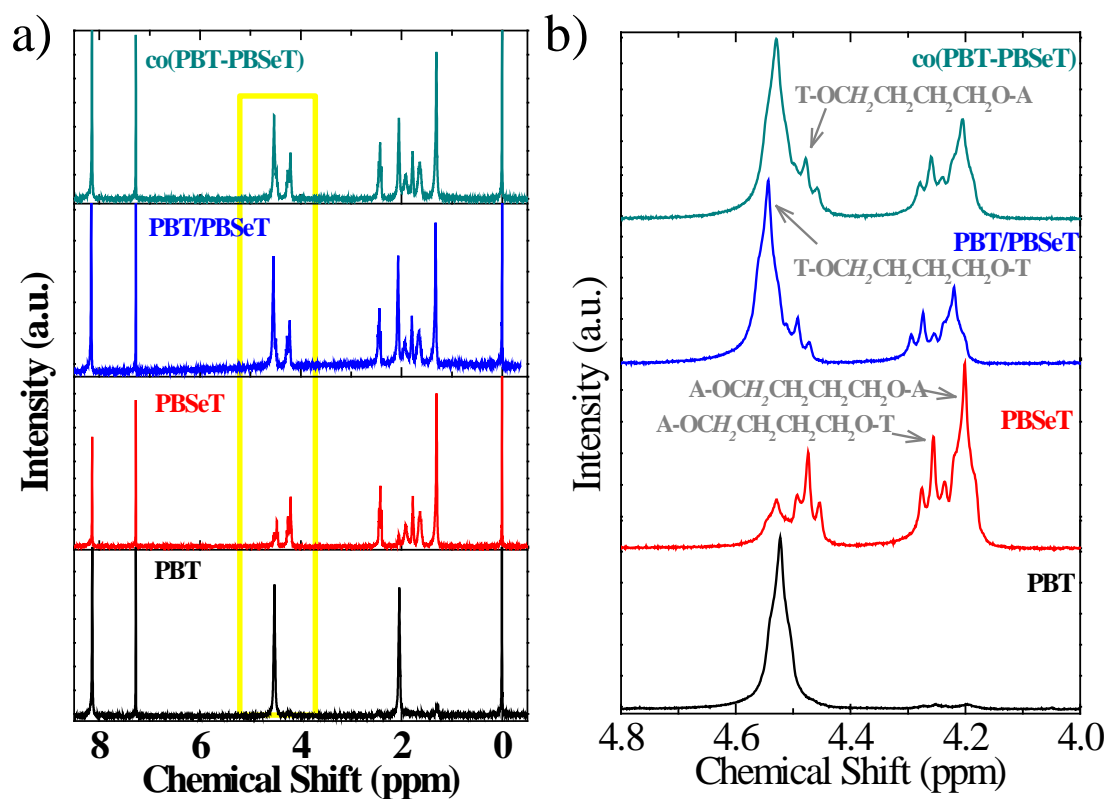 a)
co(PBT-PBSeT)
PBT/PBSeT
PBSeT
PBT
Intensity (a.u.)
8 6 4 2 0
Chemical Shift (ppm)
b)
co(PBT-PBSeT)
T-OCH₂CH₂CH₂CH₂O-A
PBT/PBSeT
T-OCH₂CH₂CH₂CH₂O-T
A-OCH₂CH₂CH₂CH₂O-A
PBSeT
A-OCH₂CH₂CH₂CH₂O-T
PBT
Intensity (a.u.)
4.8 4.6 4.4 4.2 4.0
Chemical Shift (ppm)